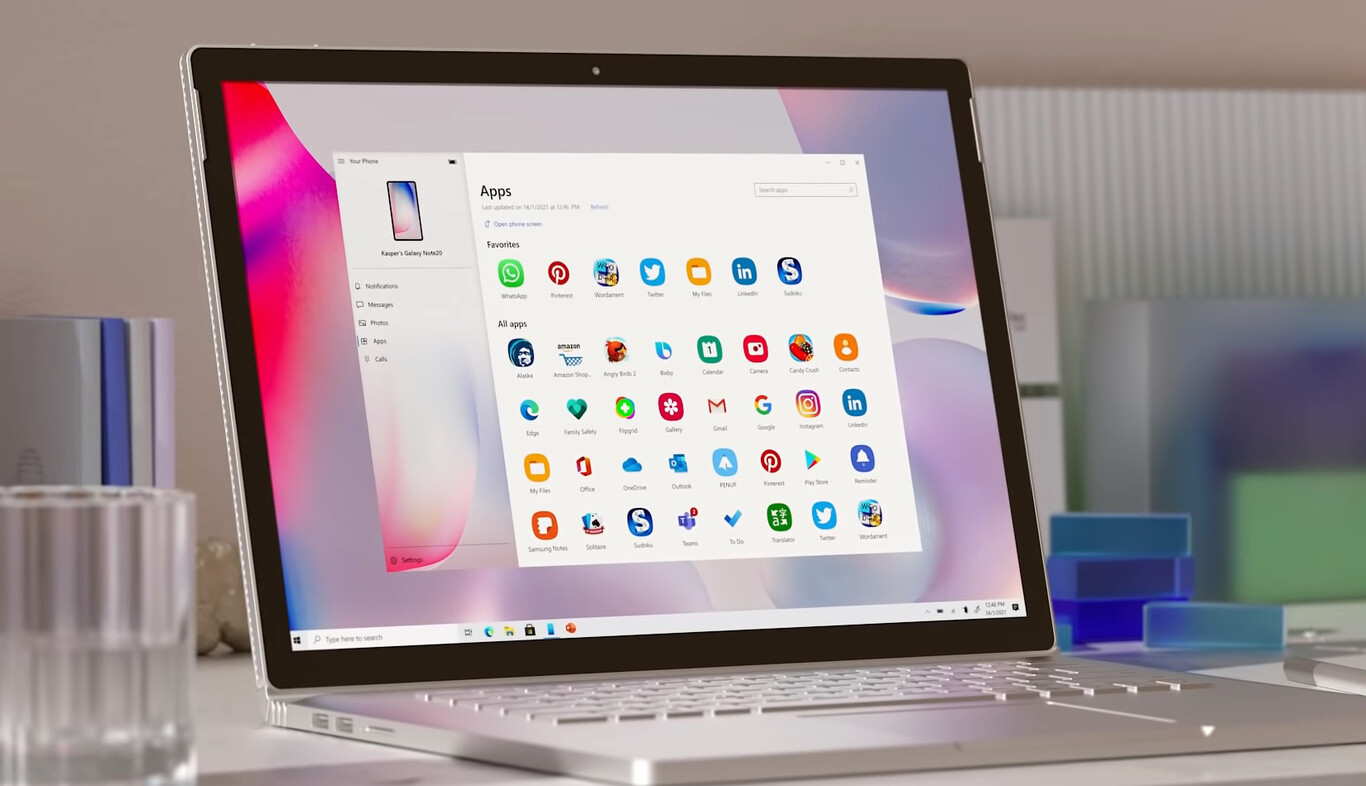 Your Phone
Kasper's Galaxy Note20
Notifications
Messages
Photos
Apps
Calls
Settings
Apps
Search apps
Last updated on 14/1/2021 at 12:46 PM Refresh
Open phone screen
Favorites
WhatsApp Pinterest Wordament Twitter My Files LinkedIn Sudoku
All apps
amazon
Alaska Amazon Shop... Angry Birds 2 Bixby Calendar Camera Candy Crush Contacts
Edge Family Safety Flipgrid Gallery Gmail Google Instagram LinkedIn
My Files Office OneDrive Outlook PENUP Pinterest Play Store Reminder
Samsung Notes Solitaire Sudoku Teams To Do Translator Twitter Wordament
Type here to search
12:46 PM
14/1/2021